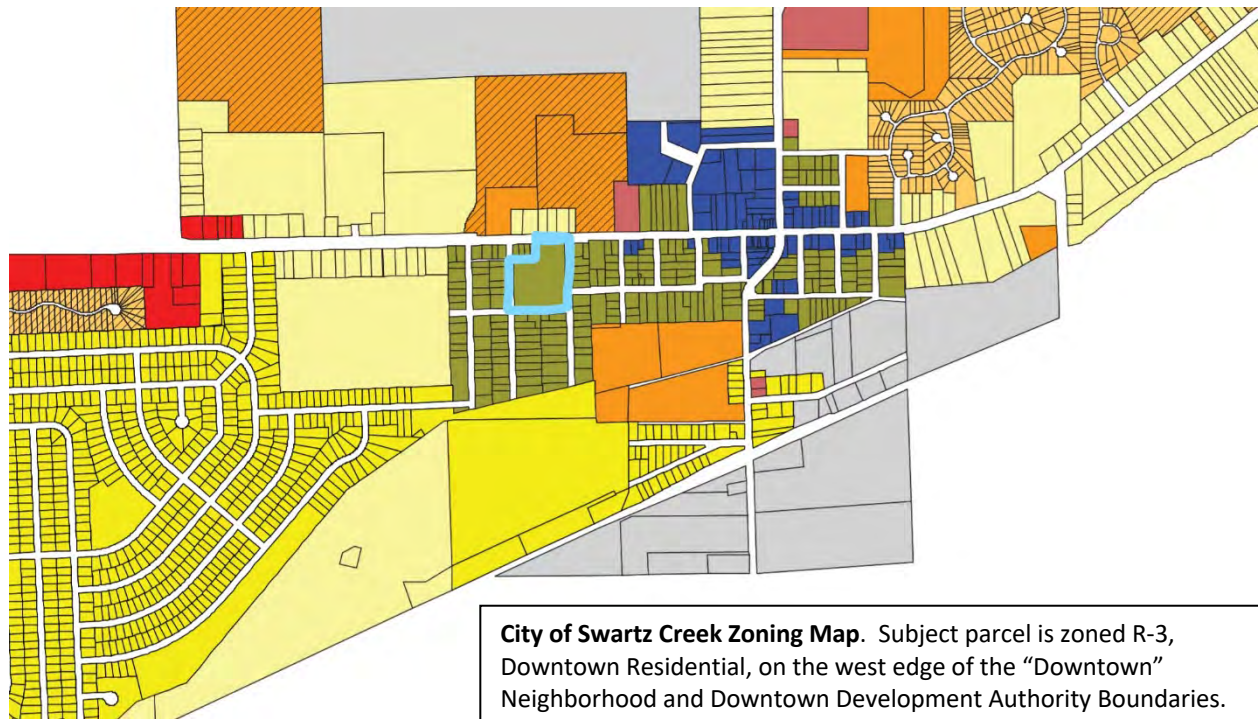 City of Swartz Creek Zoning Map. Subject parcel is zoned R-3,
Downtown Residential, on the west edge of the “Downtown”
Neighborhood and Downtown Development Authority Boundaries.